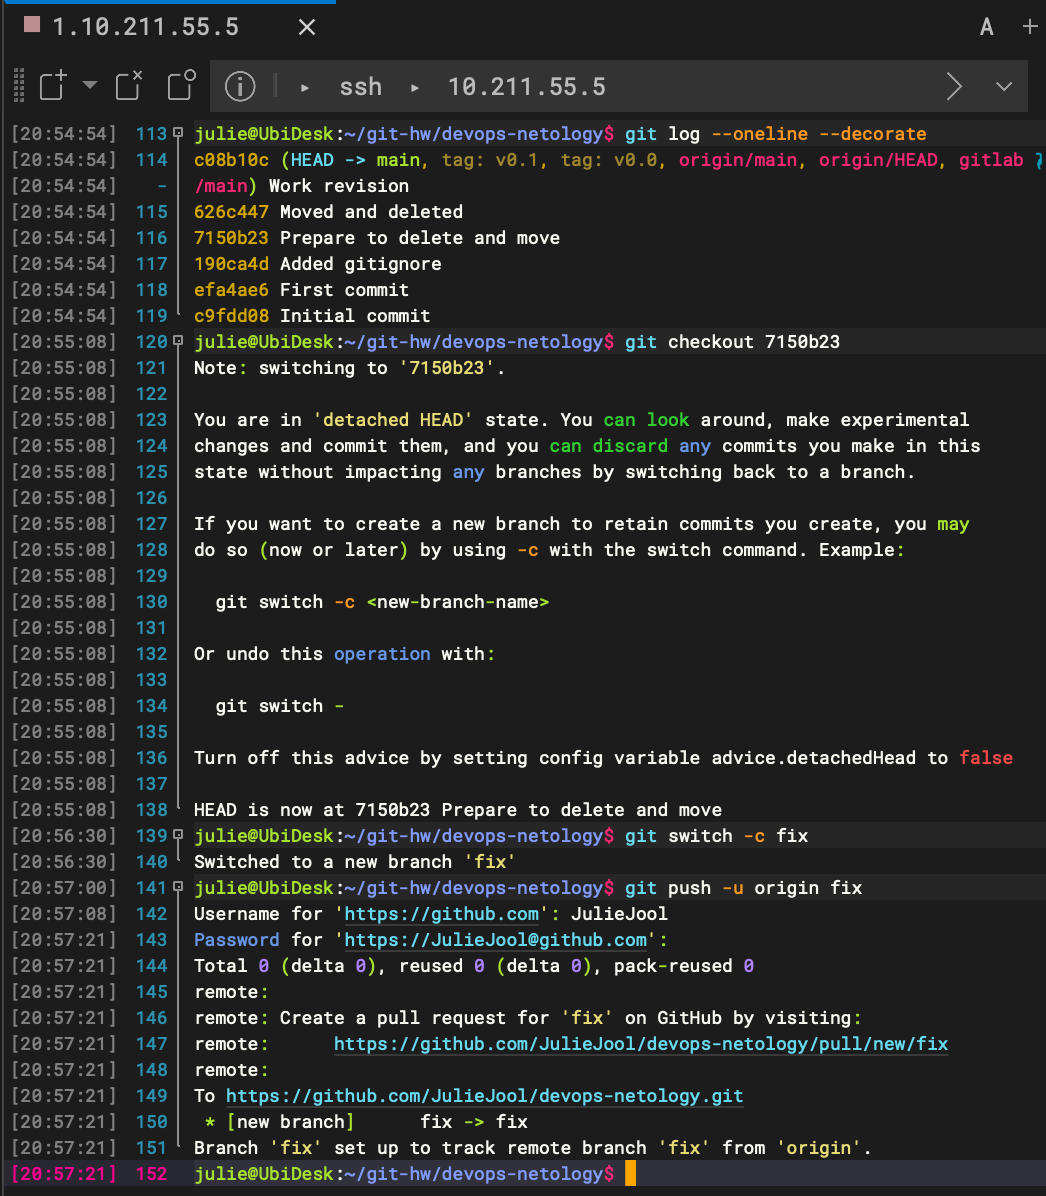 1.10.211.55.5
A
ssh 10.211.55.5
[20:54:54] 113 julie@UbiDesk:~/git-hw/devops-netology$ git log --oneline --decorate
[20:54:54] 114 c08b10c (HEAD -> main, tag: v0.1, tag: v0.0, origin/main, origin/HEAD, gitlab
[20:54:54] - /main) Work revision
[20:54:54] 115 626c447 Moved and deleted
[20:54:54] 116 7150b23 Prepare to delete and move
[20:54:54] 117 190ca4d Added gitignore
[20:54:54] 118 efa4ae6 First commit
[20:54:54] 119 c9fdd08 Initial commit
[20:55:08] 120 julie@UbiDesk:~/git-hw/devops-netology$ git checkout 7150b23
[20:55:08] 121 Note: switching to '7150b23'.
[20:55:08] 122
[20:55:08] 123 You are in 'detached HEAD' state. You can look around, make experimental
[20:55:08] 124 changes and commit them, and you can discard any commits you make in this
[20:55:08] 125 state without impacting any branches by switching back to a branch.
[20:55:08] 126
[20:55:08] 127 If you want to create a new branch to retain commits you create, you may
[20:55:08] 128 do so (now or later) by using -c with the switch command. Example:
[20:55:08] 129
[20:55:08] 130 git switch -c <new-branch-name>
[20:55:08] 131
[20:55:08] 132 Or undo this operation with:
[20:55:08] 133
[20:55:08] 134 git switch -
[20:55:08] 135
[20:55:08] 136 Turn off this advice by setting config variable advice.detachedHead to false
[20:55:08] 137
[20:55:08] 138 HEAD is now at 7150b23 Prepare to delete and move
[20:56:30] 139 julie@UbiDesk:~/git-hw/devops-netology$ git switch -c fix
[20:56:30] 140 Switched to a new branch 'fix'
[20:57:00] 141 julie@UbiDesk:~/git-hw/devops-netology$ git push -u origin fix
[20:57:08] 142 Username for 'https://github.com': JulieJool
[20:57:21] 143 Password for 'https://JulieJool@github.com':
[20:57:21] 144 Total 0 (delta 0), reused 0 (delta 0), pack-reused 0
[20:57:21] 145 remote:
[20:57:21] 146 remote: Create a pull request for 'fix' on GitHub by visiting:
[20:57:21] 147 remote: https://github.com/JulieJool/devops-netology/pull/new/fix
[20:57:21] 148 remote:
[20:57:21] 149 To https://github.com/JulieJool/devops-netology.git
[20:57:21] 150 * [new branch] fix -> fix
[20:57:21] 151 Branch 'fix' set up to track remote branch 'fix' from 'origin'.
[20:57:21] 152 julie@UbiDesk:~/git-hw/devops-netology$